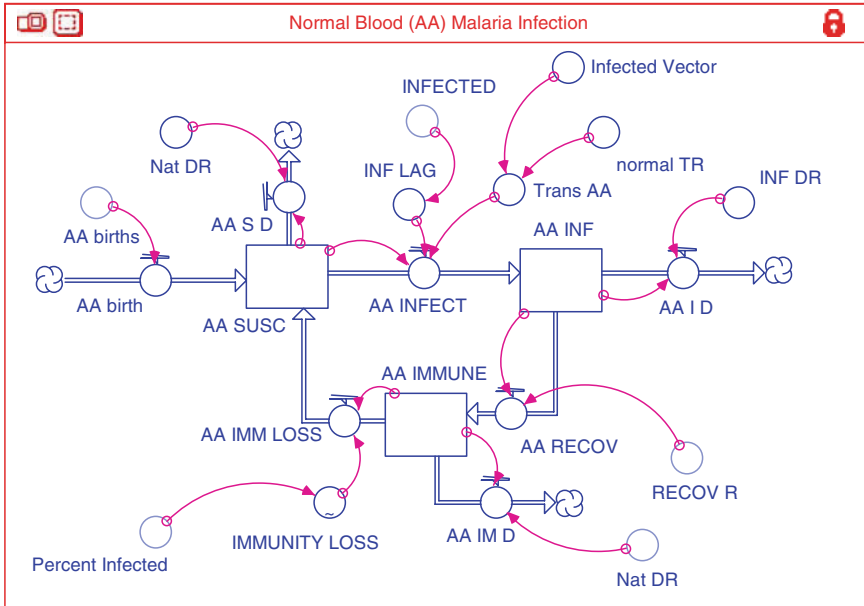 Normal Blood (AA) Malaria Infection
Infected Vector
INFECTED
Nat DR
normal TR
INF LAG
Trans AA
INF DR
AA births
AA S D
AA INF
AA birth
AA SUSC
AA INFECT
AA I D
AA IMMUNE
AA IMM LOSS
AA RECOV
RECOV R
~
IMMUNITY LOSS
AA IM D
Percent Infected
Nat DR